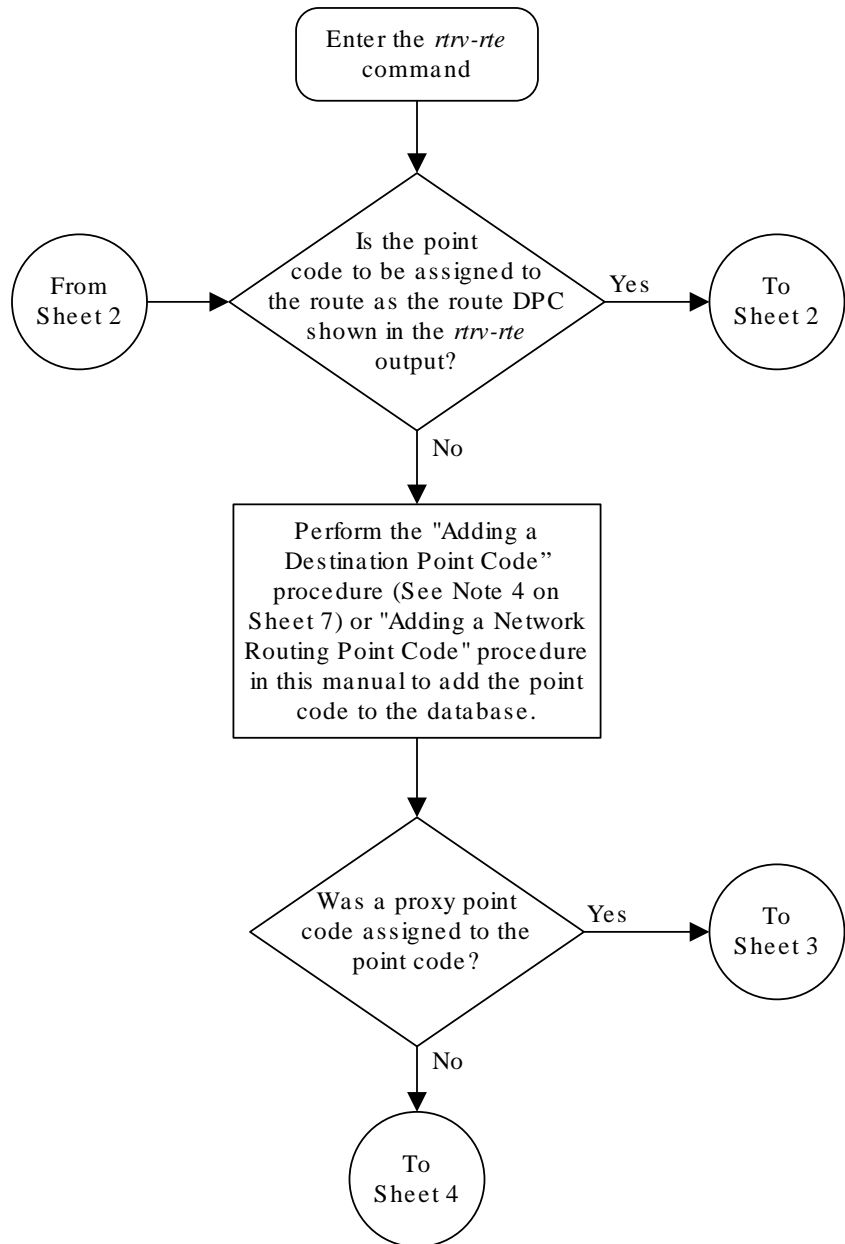 Enter the rtrv-rte
command
Is the point
code to be assigned to
the route as the route DPC
shown in the rtrv-rte
output?
From
Sheet 2
Yes
To
Sheet 2
No
Perform the "Adding a
Destination Point Code”
procedure (See Note 4 on
Sheet 7) or "Adding a Network
Routing Point Code" procedure
in this manual to add the point
code to the database.
Was a proxy point
code assigned to the
point code?
Yes
To
Sheet 3
No
To
Sheet 4